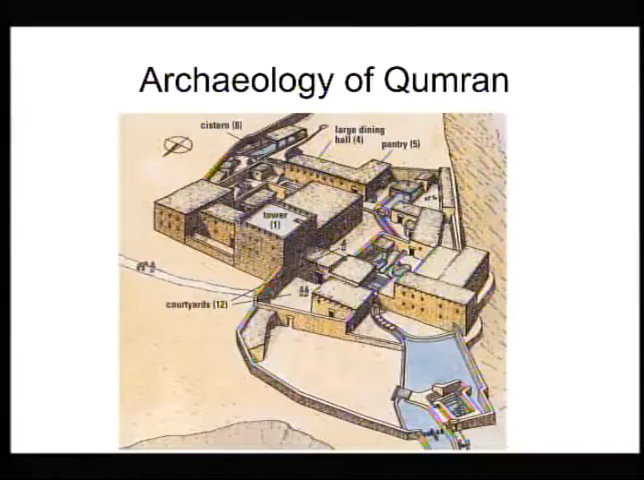 Archaeology of Qumran
cistern (8)
large dining
hall (4)
pantry (5)
tower
(1)
courtyards (12)